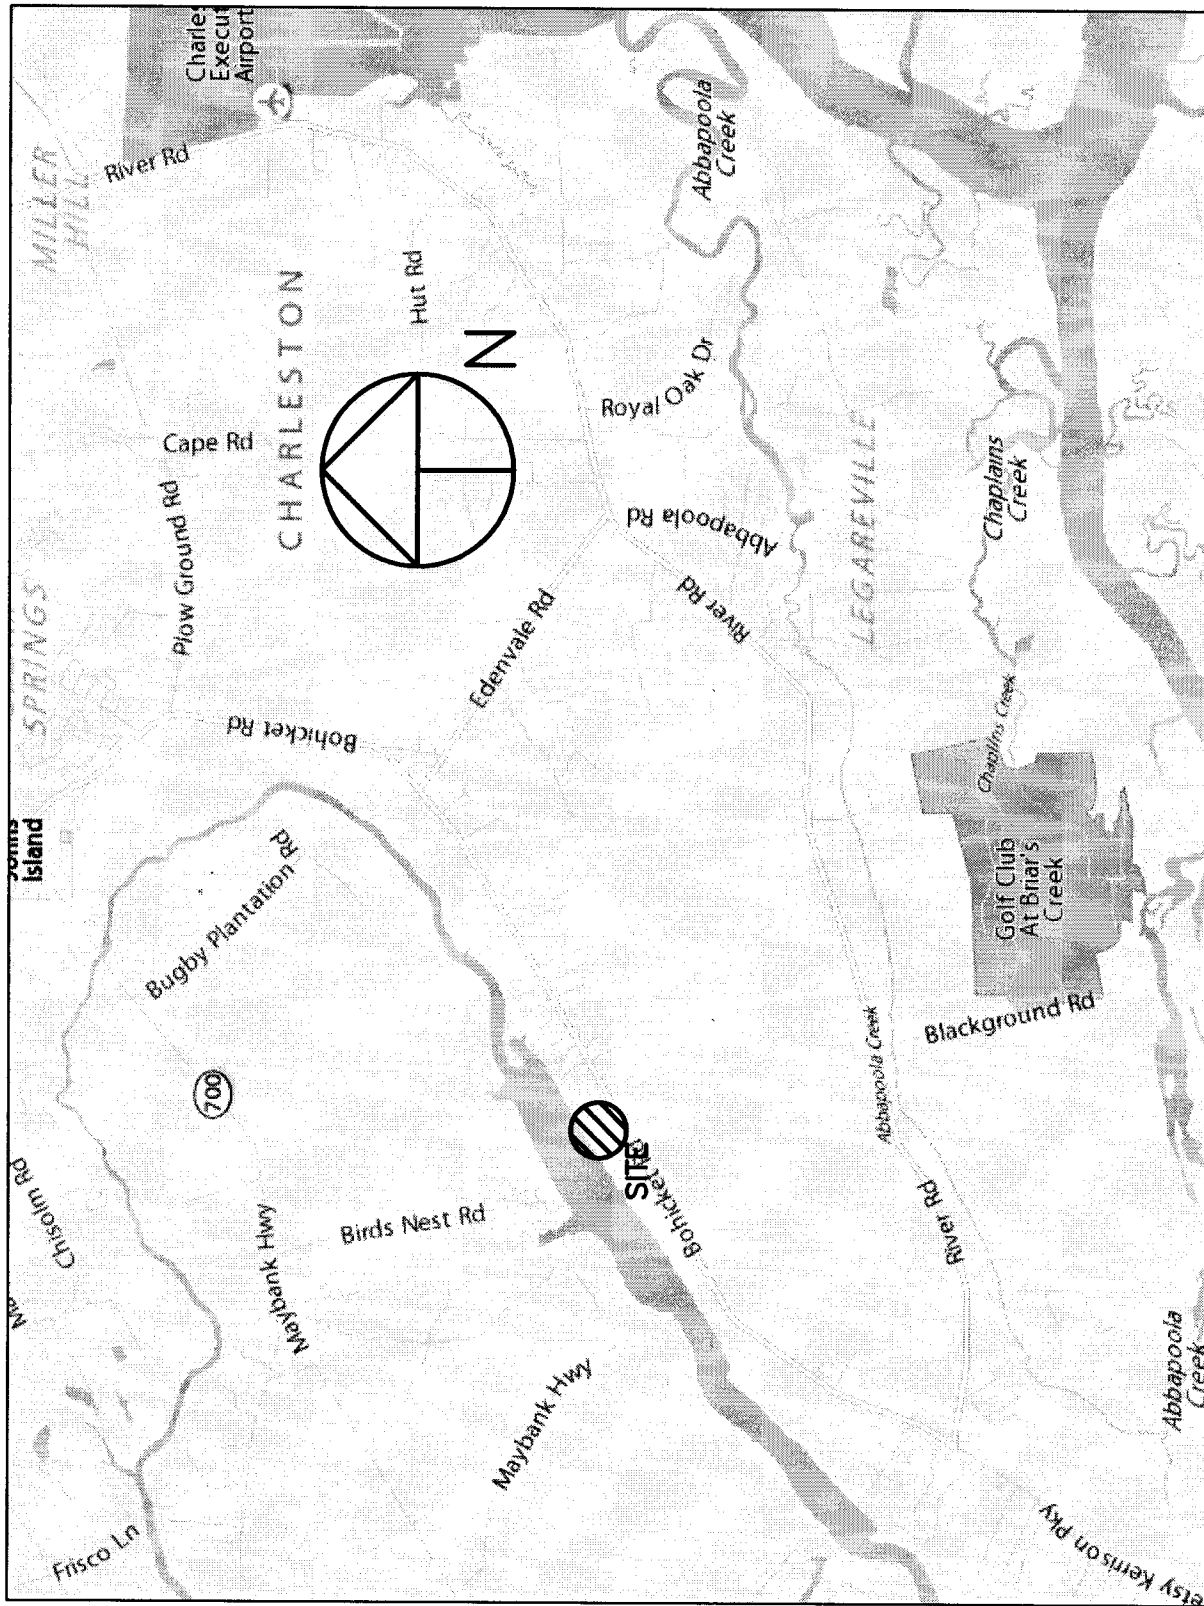 Charles
Execut
Airport
River Rd
MILLER
HILL
Abbapoola
Creek
CHARLESTON
Hut Rd
N
Cape Rd
Plow Ground Rd
SPRINGS
Royal Oak Dr
Abbapoola Rd
River Rd
Edenvale Rd
Bohicket Rd
LEGAREVILLE
Chaplains
Creek
Chaplins Creek
Golf Club
At Briar's
Creek
Johns
Island
Bugby Plantation Rd
700
Blackground Rd
Abbapoola Creek
SITE
Bohicket Rd
Chisolm Rd
Maybank Hwy
Birds Nest Rd
River Rd
Maybank Hwy
Abbapoola
Creek
Frisco Ln
etsy Kerrison Pky